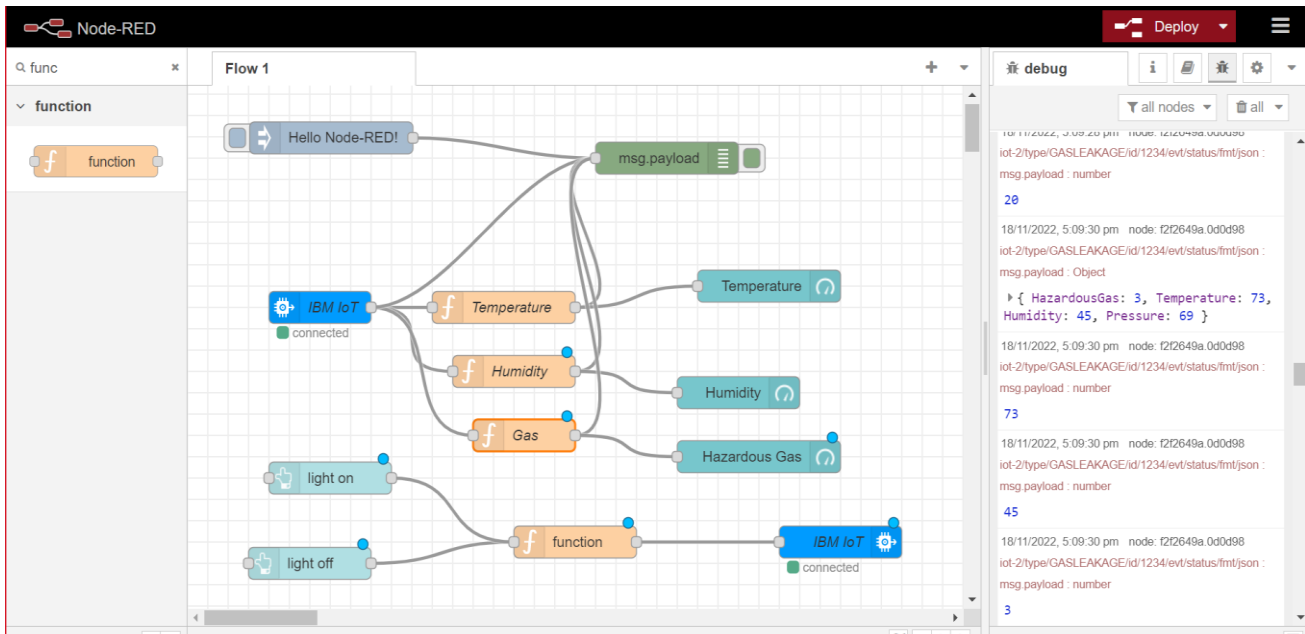 Node-RED
Deploy
func
Flow 1
debug
function
all nodes
all
function
Hello Node-RED!
msg.payload
IBM IoT
connected
Temperature
Temperature
Humidity
Humidity
Gas
Hazardous Gas
light on
light off
function
IBM IoT
connected
18/11/2022, 5:09:28 pm node: f2f2649a.0d0d98
iot-2/type/GASLEAKAGE/id/1234/evt/status/fmt/json :
msg.payload : number
20
18/11/2022, 5:09:30 pm node: f2f2649a.0d0d98
iot-2/type/GASLEAKAGE/id/1234/evt/status/fmt/json :
msg.payload : Object
{ HazardousGas: 3, Temperature: 73,
Humidity: 45, Pressure: 69 }
18/11/2022, 5:09:30 pm node: f2f2649a.0d0d98
iot-2/type/GASLEAKAGE/id/1234/evt/status/fmt/json :
msg.payload : number
73
18/11/2022, 5:09:30 pm node: f2f2649a.0d0d98
iot-2/type/GASLEAKAGE/id/1234/evt/status/fmt/json :
msg.payload : number
45
18/11/2022, 5:09:30 pm node: f2f2649a.0d0d98
iot-2/type/GASLEAKAGE/id/1234/evt/status/fmt/json :
msg.payload : number
3